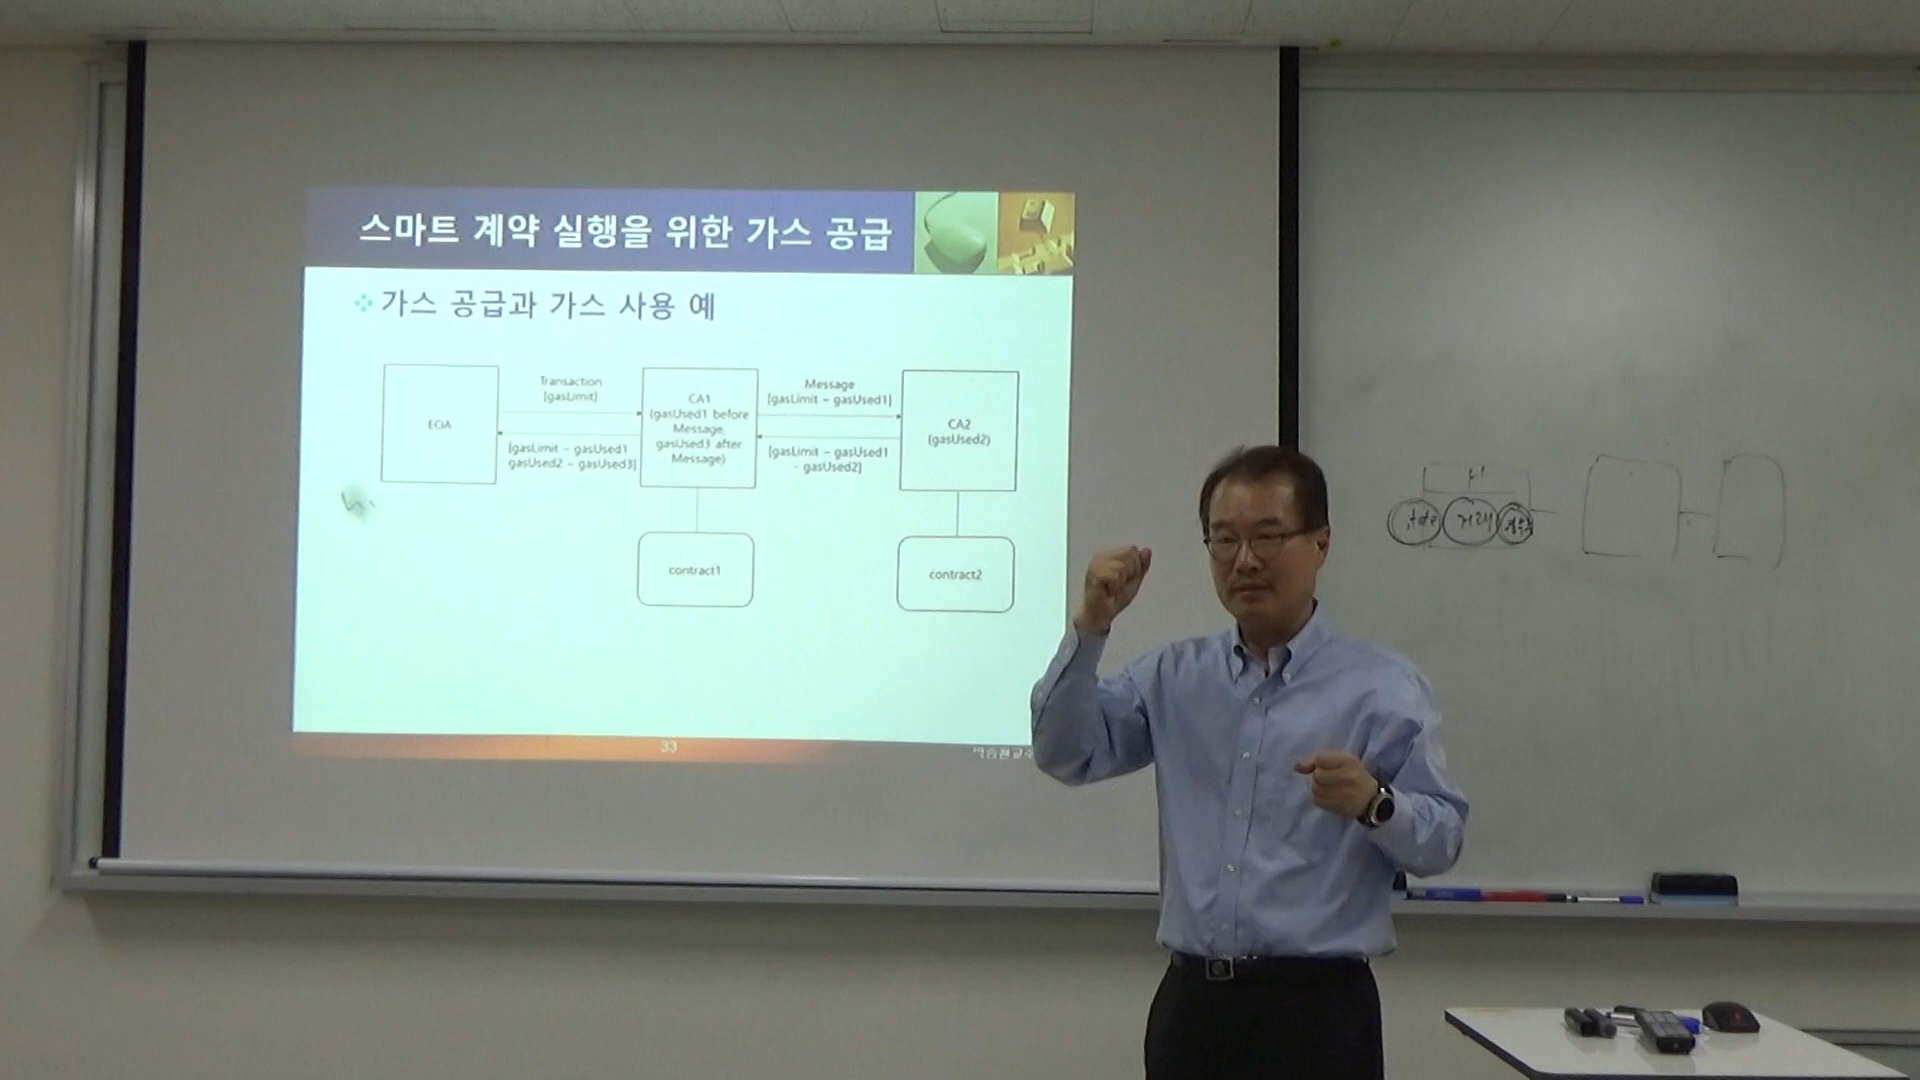 스마트 계약 실행을 위한 가스 공급
가스 공급과 가스 사용 예
EOA
Transaction
[gasLimit]
[gasLimit - gasUsed1
- gasUsed2 - gasUsed3]
CA1
(gasUsed1 before
Message,
gasUsed3 after
Message)
Message
[gasLimit - gasUsed1]
[gasLimit - gasUsed1
- gasUsed2]
CA2
(gasUsed2)
contract1
contract2
33
거래